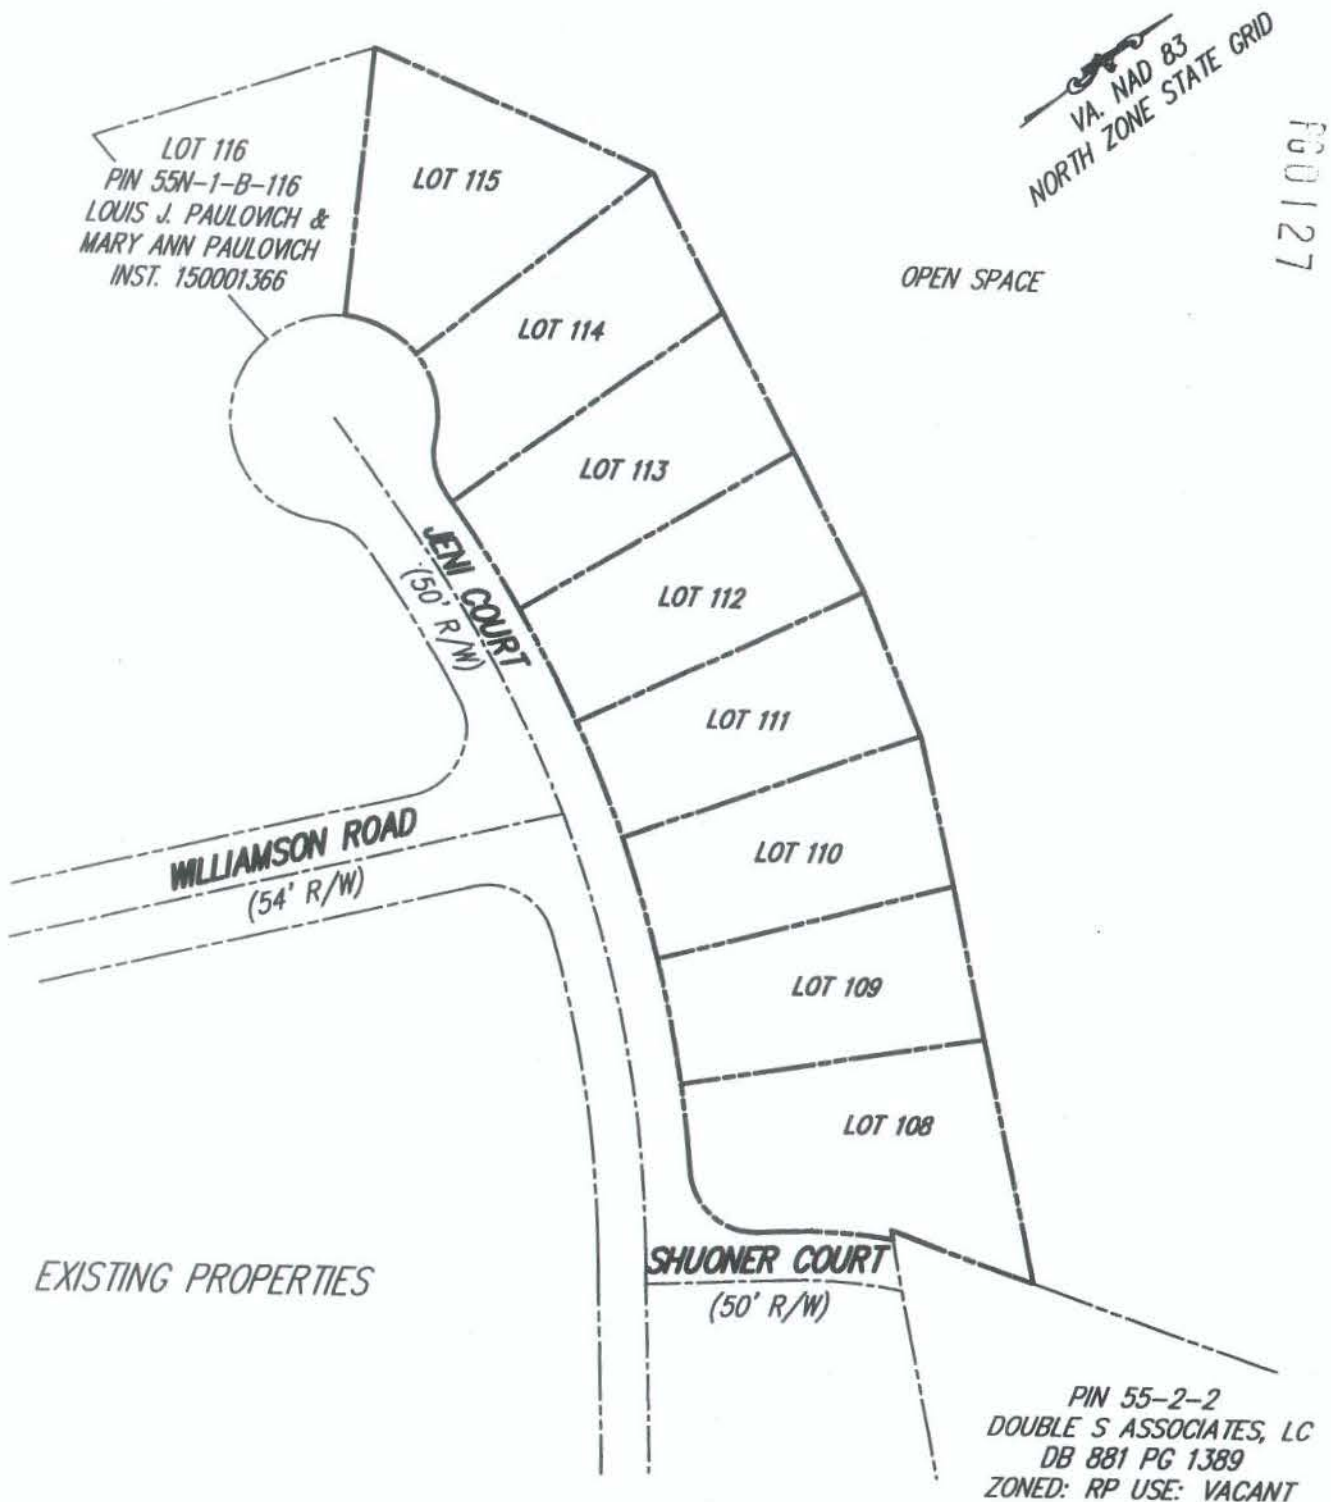 VA. NAD 83
NORTH ZONE STATE GRID
PG0127
LOT 116
PIN 55N-1-B-116
LOUIS J. PAULOVICH &
MARY ANN PAULOVICH
INST. 150001366
LOT 115
OPEN SPACE
LOT 114
LOT 113
JENI COURT
(50' R/W)
LOT 112
LOT 111
WILLIAMSON ROAD
(54' R/W)
LOT 110
LOT 109
LOT 108
SHUONER COURT
(50' R/W)
EXISTING PROPERTIES
PIN 55-2-2
DOUBLE S ASSOCIATES, LC
DB 881 PG 1389
ZONED: RP USE: VACANT